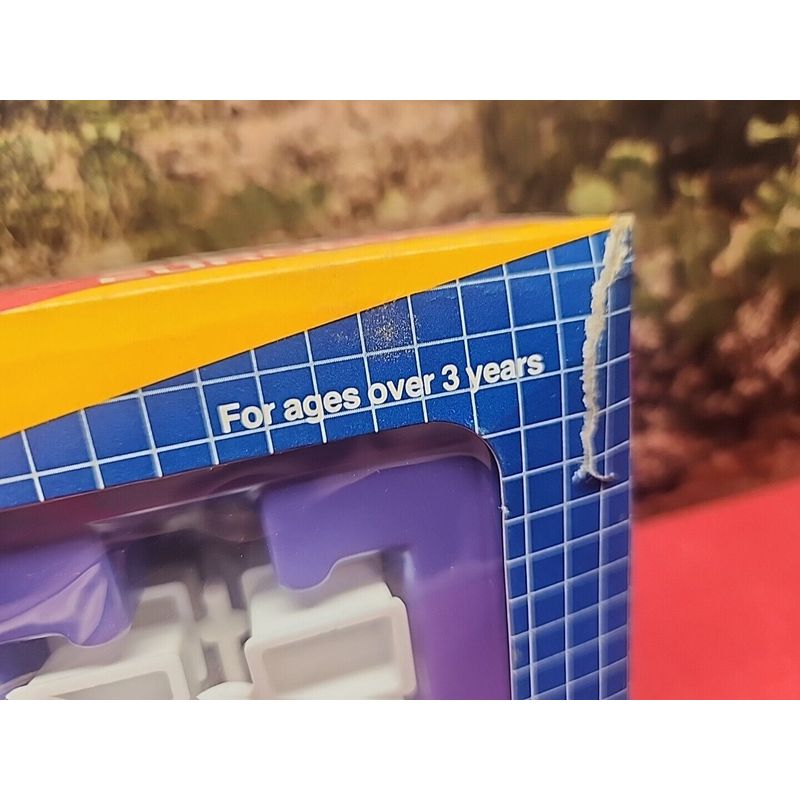 For ages over 3 years